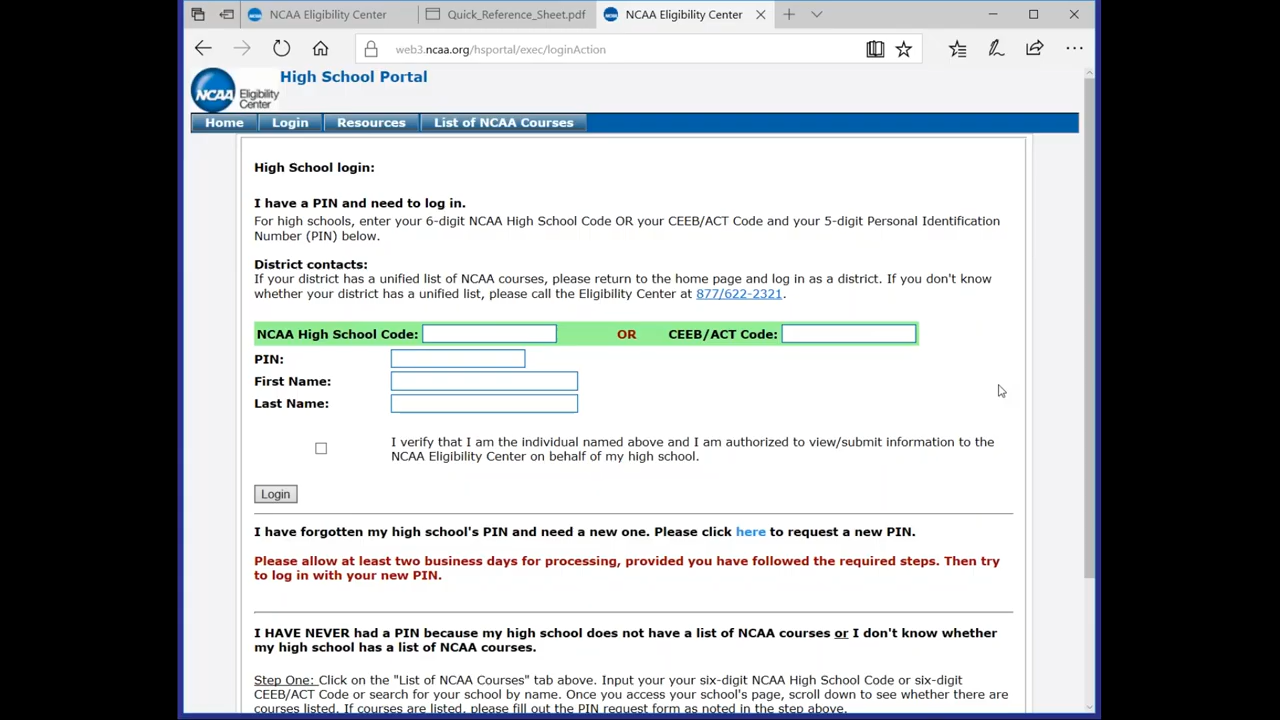 NCAA Eligibility Center
Quick_Reference_Sheet.pdf
NCAA Eligibility Center
web3.ncaa.org/hsportal/exec/loginAction
NCAA Eligibility Center
High School Portal
Home Login Resources List of NCAA Courses
High School login:
I have a PIN and need to log in.
For high schools, enter your 6-digit NCAA High School Code OR your CEEB/ACT Code and your 5-digit Personal Identification
Number (PIN) below.
District contacts:
If your district has a unified list of NCAA courses, please return to the home page and log in as a district. If you don't know
whether your district has a unified list, please call the Eligibility Center at 877/622-2321.
NCAA High School Code: OR CEEB/ACT Code:
PIN:
First Name:
Last Name:
I verify that I am the individual named above and I am authorized to view/submit information to the
NCAA Eligibility Center on behalf of my high school.
Login
I have forgotten my high school's PIN and need a new one. Please click here to request a new PIN.
Please allow at least two business days for processing, provided you have followed the required steps. Then try
to log in with your new PIN.
I HAVE NEVER had a PIN because my high school does not have a list of NCAA courses or I don't know whether
my high school has a list of NCAA courses.
Step One: Click on the "List of NCAA Courses" tab above. Input your your six-digit NCAA High School Code or six-digit
CEEB/ACT Code or search for your school by name. Once you access your school's page, scroll down to see whether there are
courses listed. If courses are listed, please fill out the PIN request form as noted in the step above.